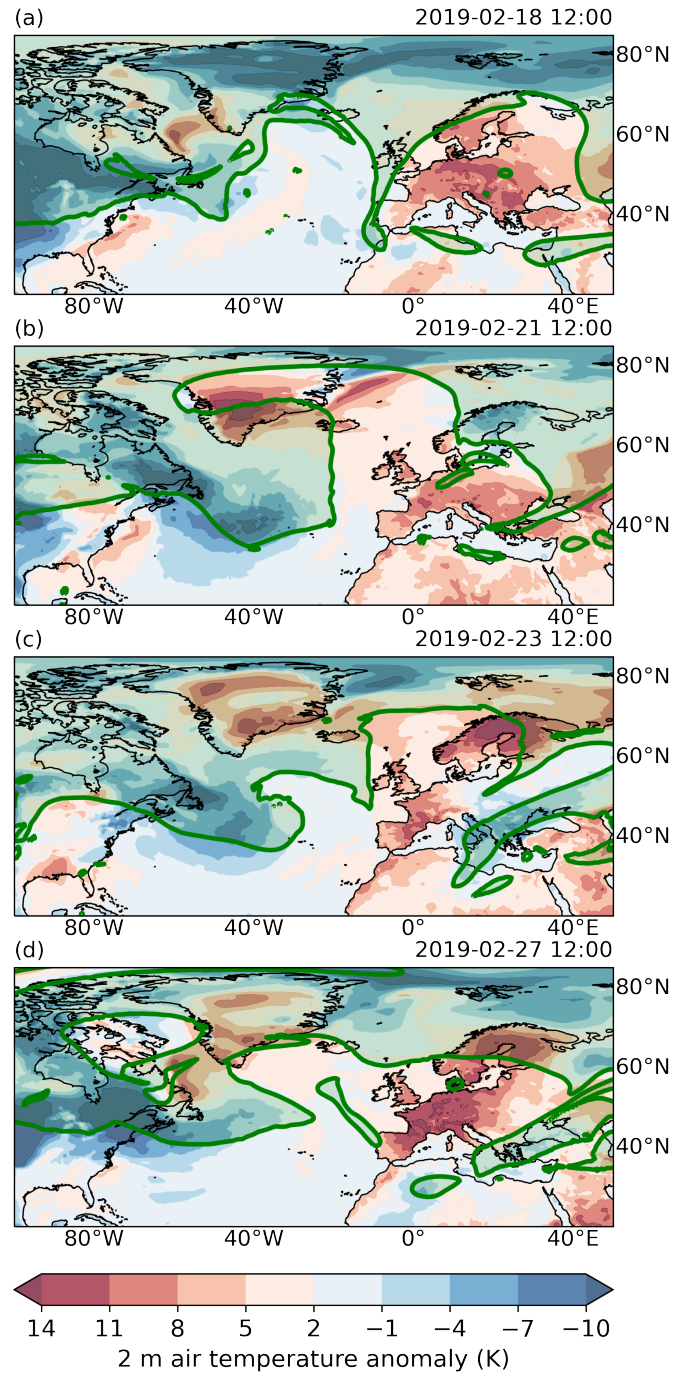 (a) 2019-02-18 12:00
80°N
60°N
40°N
80°W 40°W 0° 40°E
(b) 2019-02-21 12:00
80°N
60°N
40°N
80°W 40°W 0° 40°E
(c) 2019-02-23 12:00
80°N
60°N
40°N
80°W 40°W 0° 40°E
(d) 2019-02-27 12:00
80°N
60°N
40°N
80°W 40°W 0° 40°E
14 11 8 5 2 −1 −4 −7 −10
2 m air temperature anomaly (K)